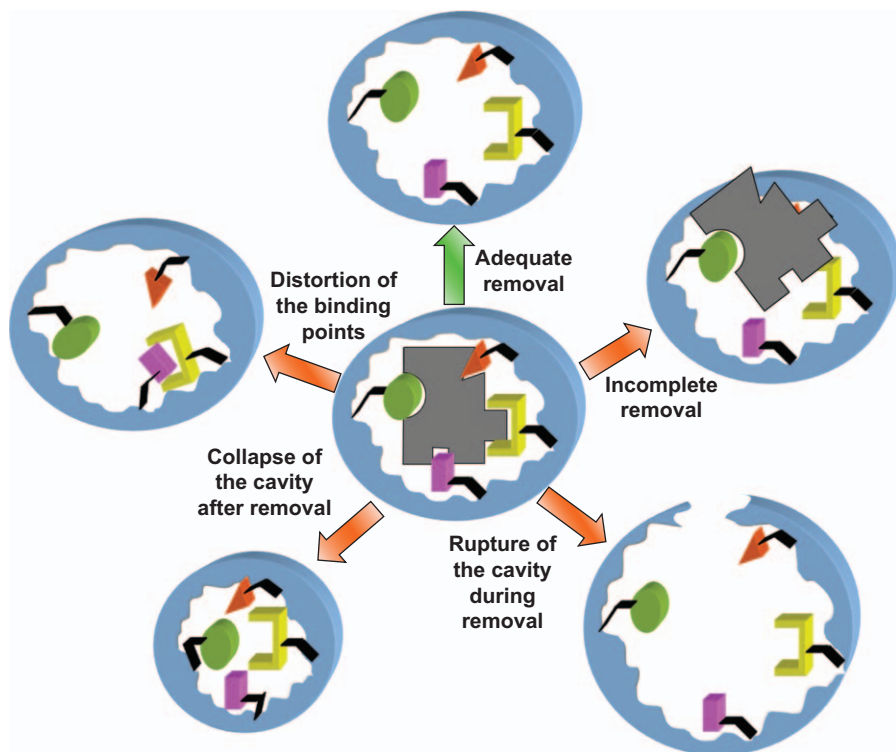 Adequate
removal
Distortion of
the binding
points
Incomplete
removal
Collapse of
the cavity
after removal
Rupture of
the cavity
during
removal